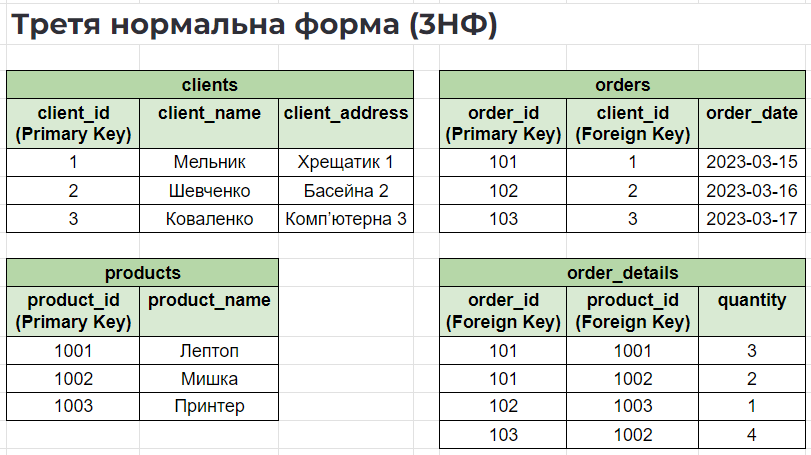 Третя нормальна форма (3НФ)
clients
client_id (Primary Key) client_name client_address
1 Мельник Хрещатик 1
2 Шевченко Басейна 2
3 Коваленко Комп'ютерна 3
orders
order_id (Primary Key) client_id (Foreign Key) order_date
101 1 2023-03-15
102 2 2023-03-16
103 3 2023-03-17
products
product_id (Primary Key) product_name
1001 Лептоп
1002 Мишка
1003 Принтер
order_details
order_id (Foreign Key) product_id (Foreign Key) quantity
101 1001 3
101 1002 2
102 1003 1
103 1002 4